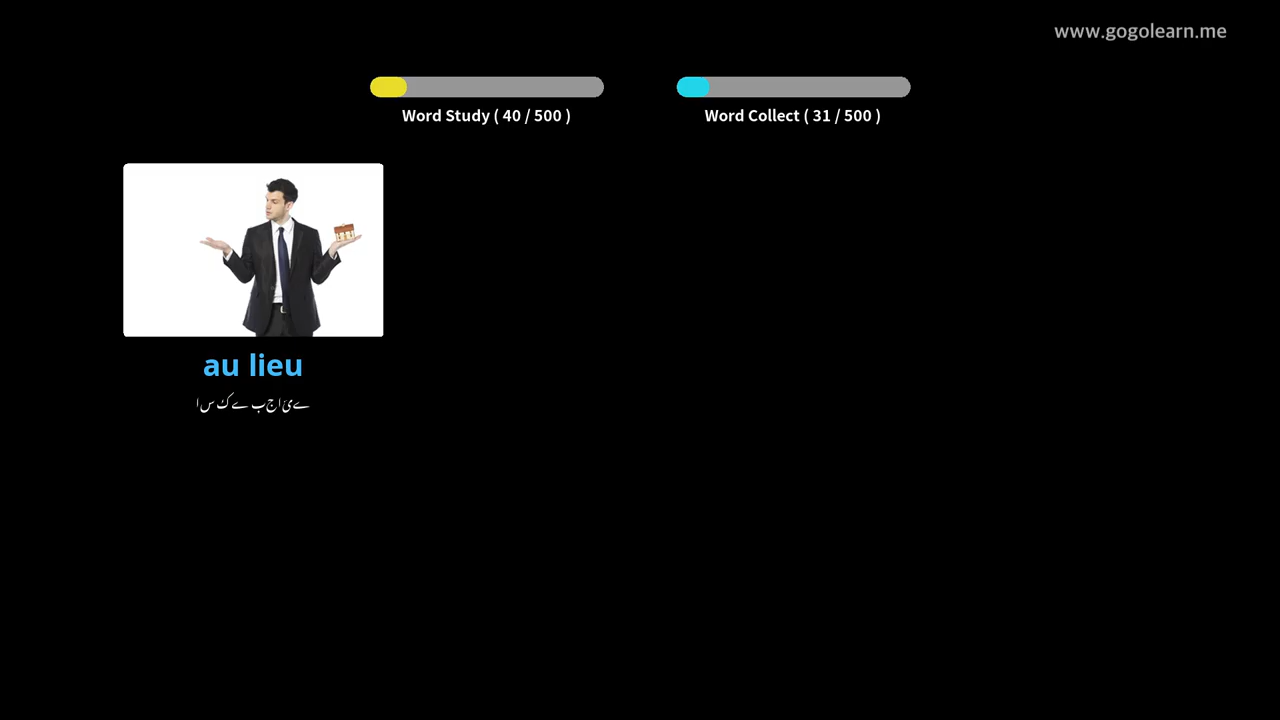 www.gogolearn.me
Word Study ( 40 / 500 )
Word Collect ( 31 / 500 )
au lieu
اس کے بجائے